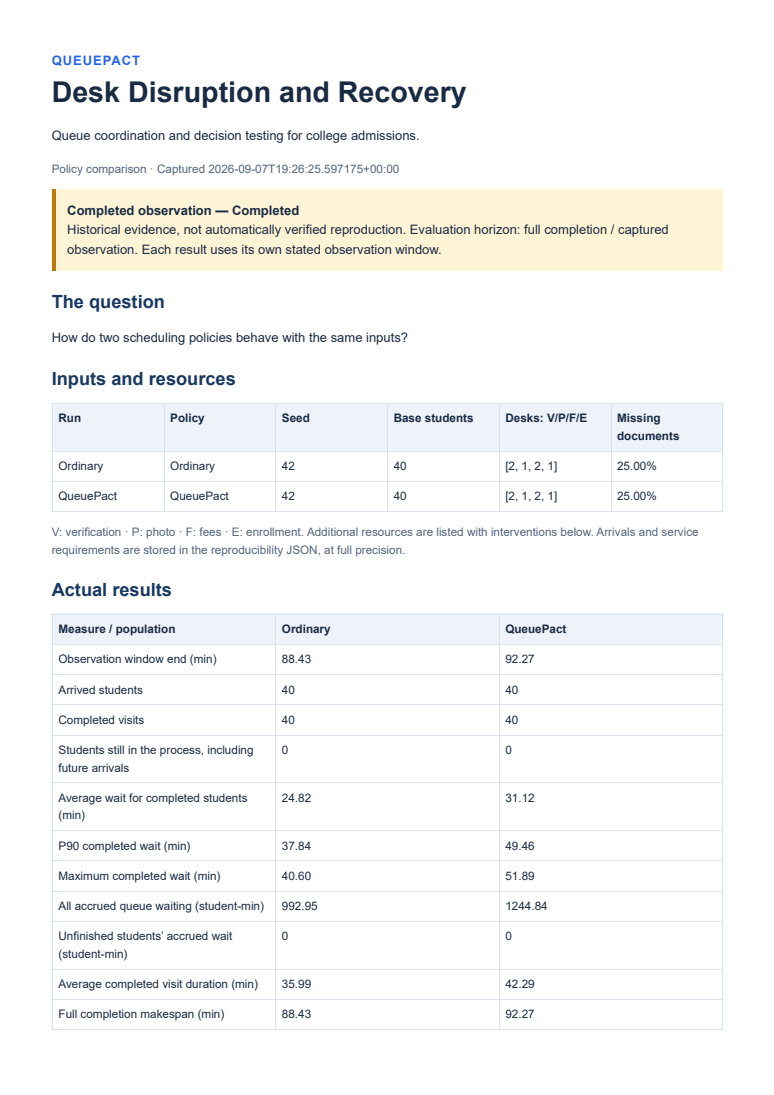 QUEUEPACT
Desk Disruption and Recovery
Queue coordination and decision testing for college admissions.
Policy comparison · Captured 2026-09-07T19:26:25.597175+00:00
Completed observation — Completed
Historical evidence, not automatically verified reproduction. Evaluation horizon: full completion / captured
observation. Each result uses its own stated observation window.
The question
How do two scheduling policies behave with the same inputs?
Inputs and resources
Run Policy Seed Base students Desks: V/P/F/E Missing
documents
Ordinary Ordinary 42 40 [2, 1, 2, 1] 25.00%
QueuePact QueuePact 42 40 [2, 1, 2, 1] 25.00%
V: verification · P: photo · F: fees · E: enrollment. Additional resources are listed with interventions below. Arrivals and service
requirements are stored in the reproducibility JSON, at full precision.
Actual results
Measure / population Ordinary QueuePact
Observation window end (min) 88.43 92.27
Arrived students 40 40
Completed visits 40 40
Students still in the process, including 0 0
future arrivals
Average wait for completed students 24.82 31.12
(min)
P90 completed wait (min) 37.84 49.46
Maximum completed wait (min) 40.60 51.89
All accrued queue waiting (student-min) 992.95 1244.84
Unfinished students' accrued wait 0 0
(student-min)
Average completed visit duration (min) 35.99 42.29
Full completion makespan (min) 88.43 92.27